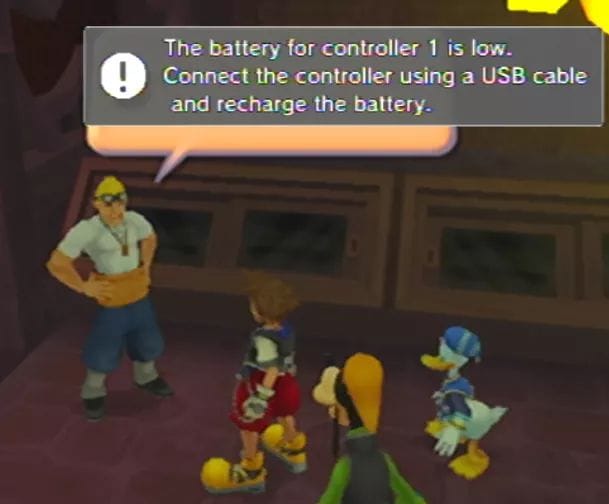 The battery for controller 1 is low.
Connect the controller using a USB cable
and recharge the battery.